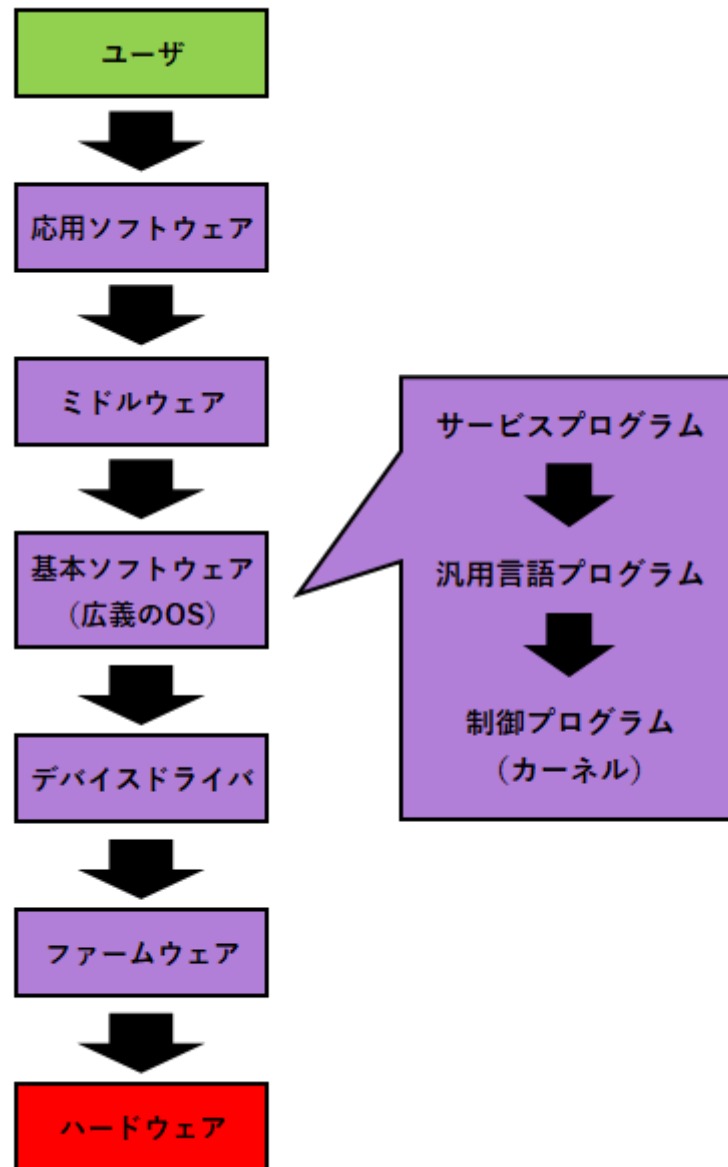 ユーザ
応用ソフトウェア
ミドルウェア
基本ソフトウェア
（広義のOS）
デバイスドライバ
ファームウェア
ハードウェア
サービスプログラム
汎用言語プログラム
制御プログラム
（カーネル）